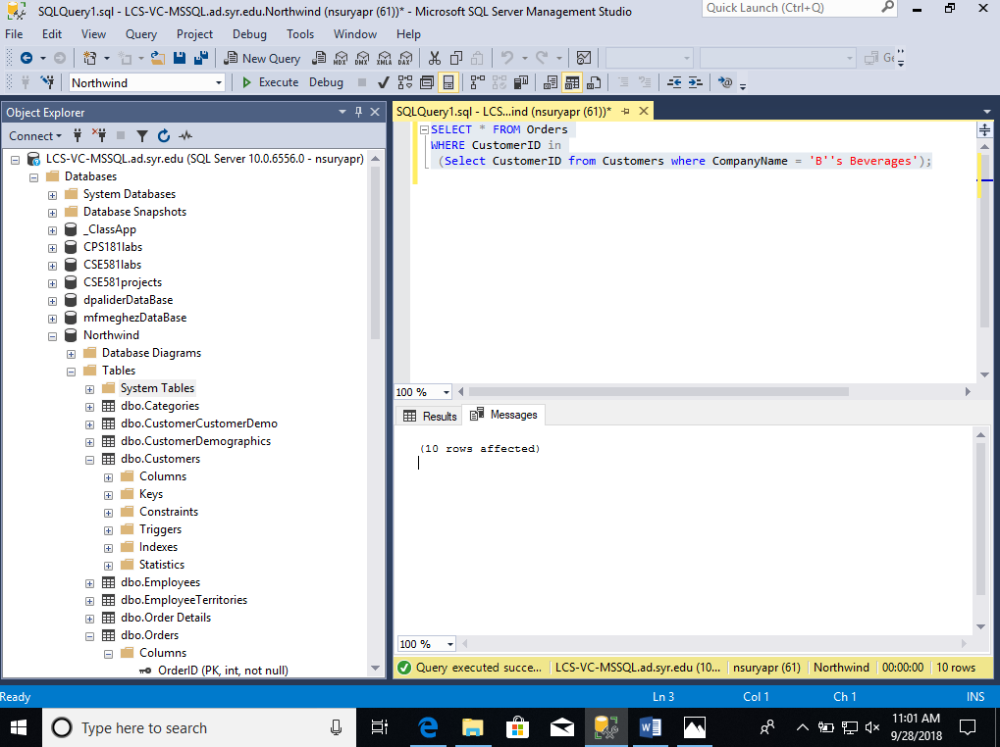 SQLQuery1.sql - LCS-VC-MSSQL.ad.syr.edu.Northwind (nsuryapr (61))* - Microsoft SQL Server Management Studio
Quick Launch (Ctrl+Q)
File Edit View Query Project Debug Tools Window Help
New Query
MDX DMX XMLA DAX
Northwind
Execute Debug
Object Explorer
Connect
LCS-VC-MSSQL.ad.syr.edu (SQL Server 10.0.6556.0 - nsuryapr)
Databases
System Databases
Database Snapshots
_ClassApp
CPS181labs
CSE581labs
CSE581projects
dpaliderDataBase
mfmeghezDataBase
Northwind
Database Diagrams
Tables
System Tables
dbo.Categories
dbo.CustomerCustomerDemo
dbo.CustomerDemographics
dbo.Customers
Columns
Keys
Constraints
Triggers
Indexes
Statistics
dbo.Employees
dbo.EmployeeTerritories
dbo.Order Details
dbo.Orders
Columns
OrderID (PK, int, not null)
SQLQuery1.sql - LCS...ind (nsuryapr (61))*
SELECT * FROM Orders
WHERE CustomerID in
(Select CustomerID from Customers where CompanyName = 'B''s Beverages');
100 %
Results Messages
(10 rows affected)
100 %
Query executed succe... LCS-VC-MSSQL.ad.syr.edu (10... nsuryapr (61) Northwind 00:00:00 10 rows
Ready Ln 3 Col 1 Ch 1 INS
Type here to search
11:01 AM
9/28/2018